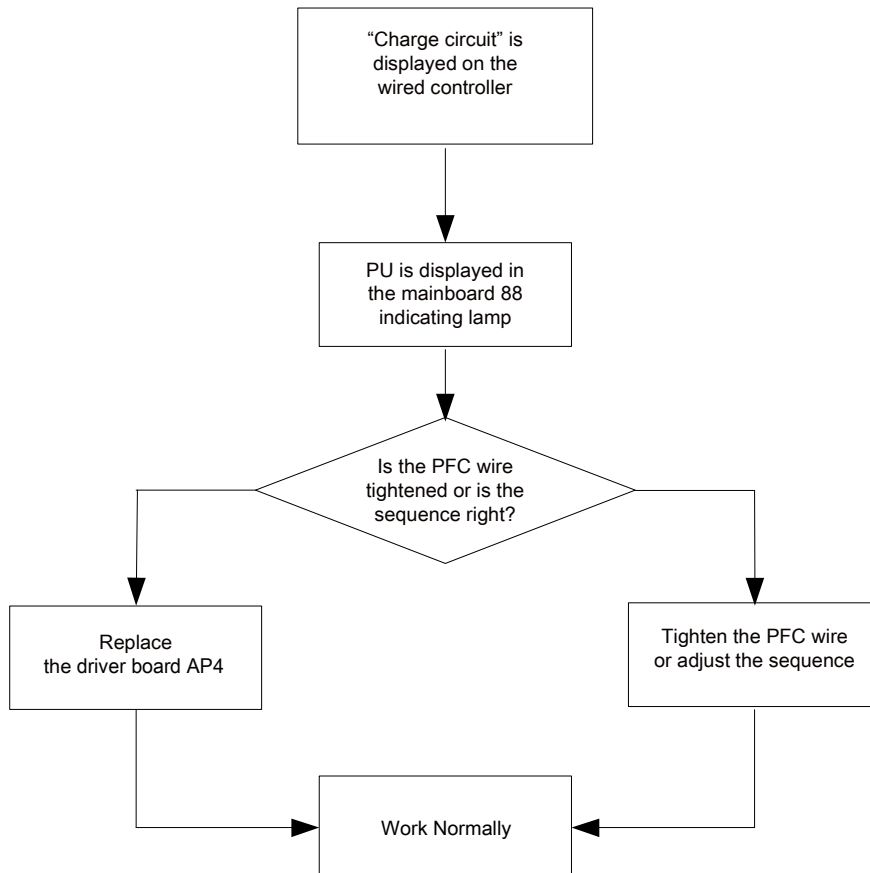 “Charge circuit” is
displayed on the
wired controller
PU is displayed in
the mainboard 88
indicating lamp
Is the PFC wire
tightened or is the
sequence right?
Replace
the driver board AP4
Tighten the PFC wire
or adjust the sequence
Work Normally